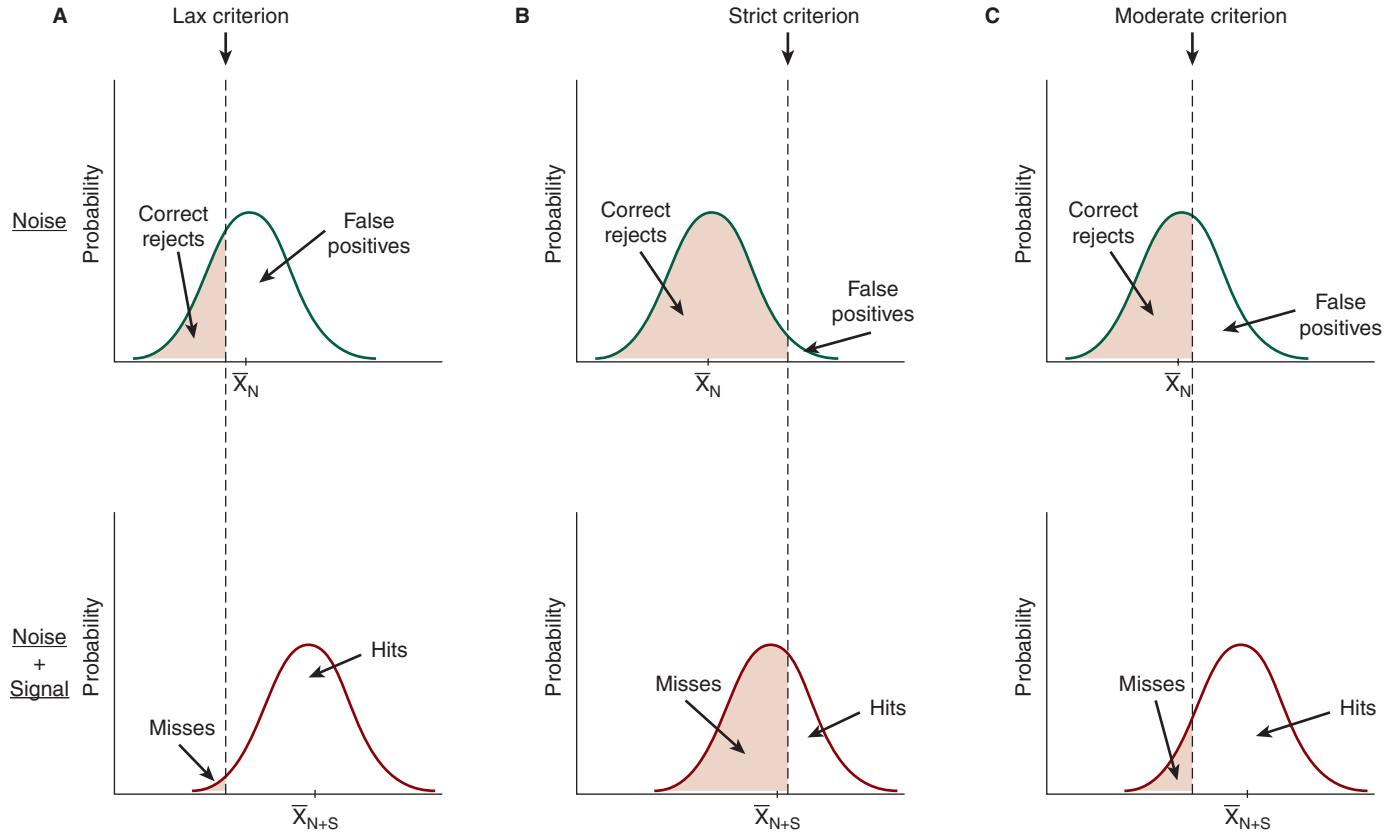 A
Lax criterion
Noise
Probability
Correct
rejects
False
positives
X̅N
Noise
+
Signal
Probability
Misses
Hits
X̅N+S
B
Strict criterion
Probability
Correct
rejects
False
positives
X̅N
Probability
Misses
Hits
X̅N+S
C
Moderate criterion
Probability
Correct
rejects
False
positives
X̅N
Probability
Misses
Hits
X̅N+S